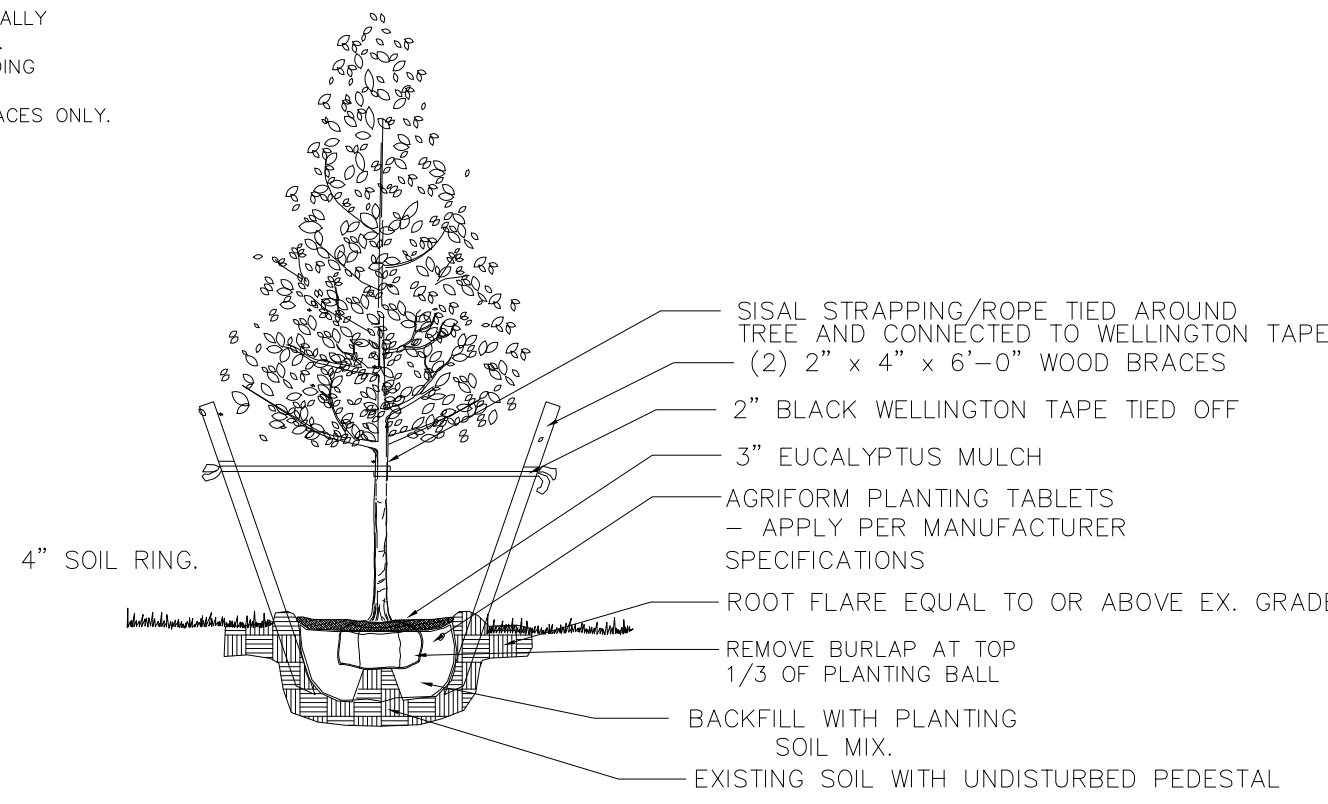 ALLY
.
DING
ACES ONLY.
SISAL STRAPPING/ROPE TIED AROUND
TREE AND CONNECTED TO WELLINGTON TAPE
(2) 2" x 4" x 6'-0" WOOD BRACES
2" BLACK WELLINGTON TAPE TIED OFF
3" EUCALYPTUS MULCH
AGRIFORM PLANTING TABLETS
- APPLY PER MANUFACTURER
SPECIFICATIONS
4" SOIL RING.
ROOT FLARE EQUAL TO OR ABOVE EX. GRADE
REMOVE BURLAP AT TOP
1/3 OF PLANTING BALL
BACKFILL WITH PLANTING
SOIL MIX.
EXISTING SOIL WITH UNDISTURBED PEDESTAL